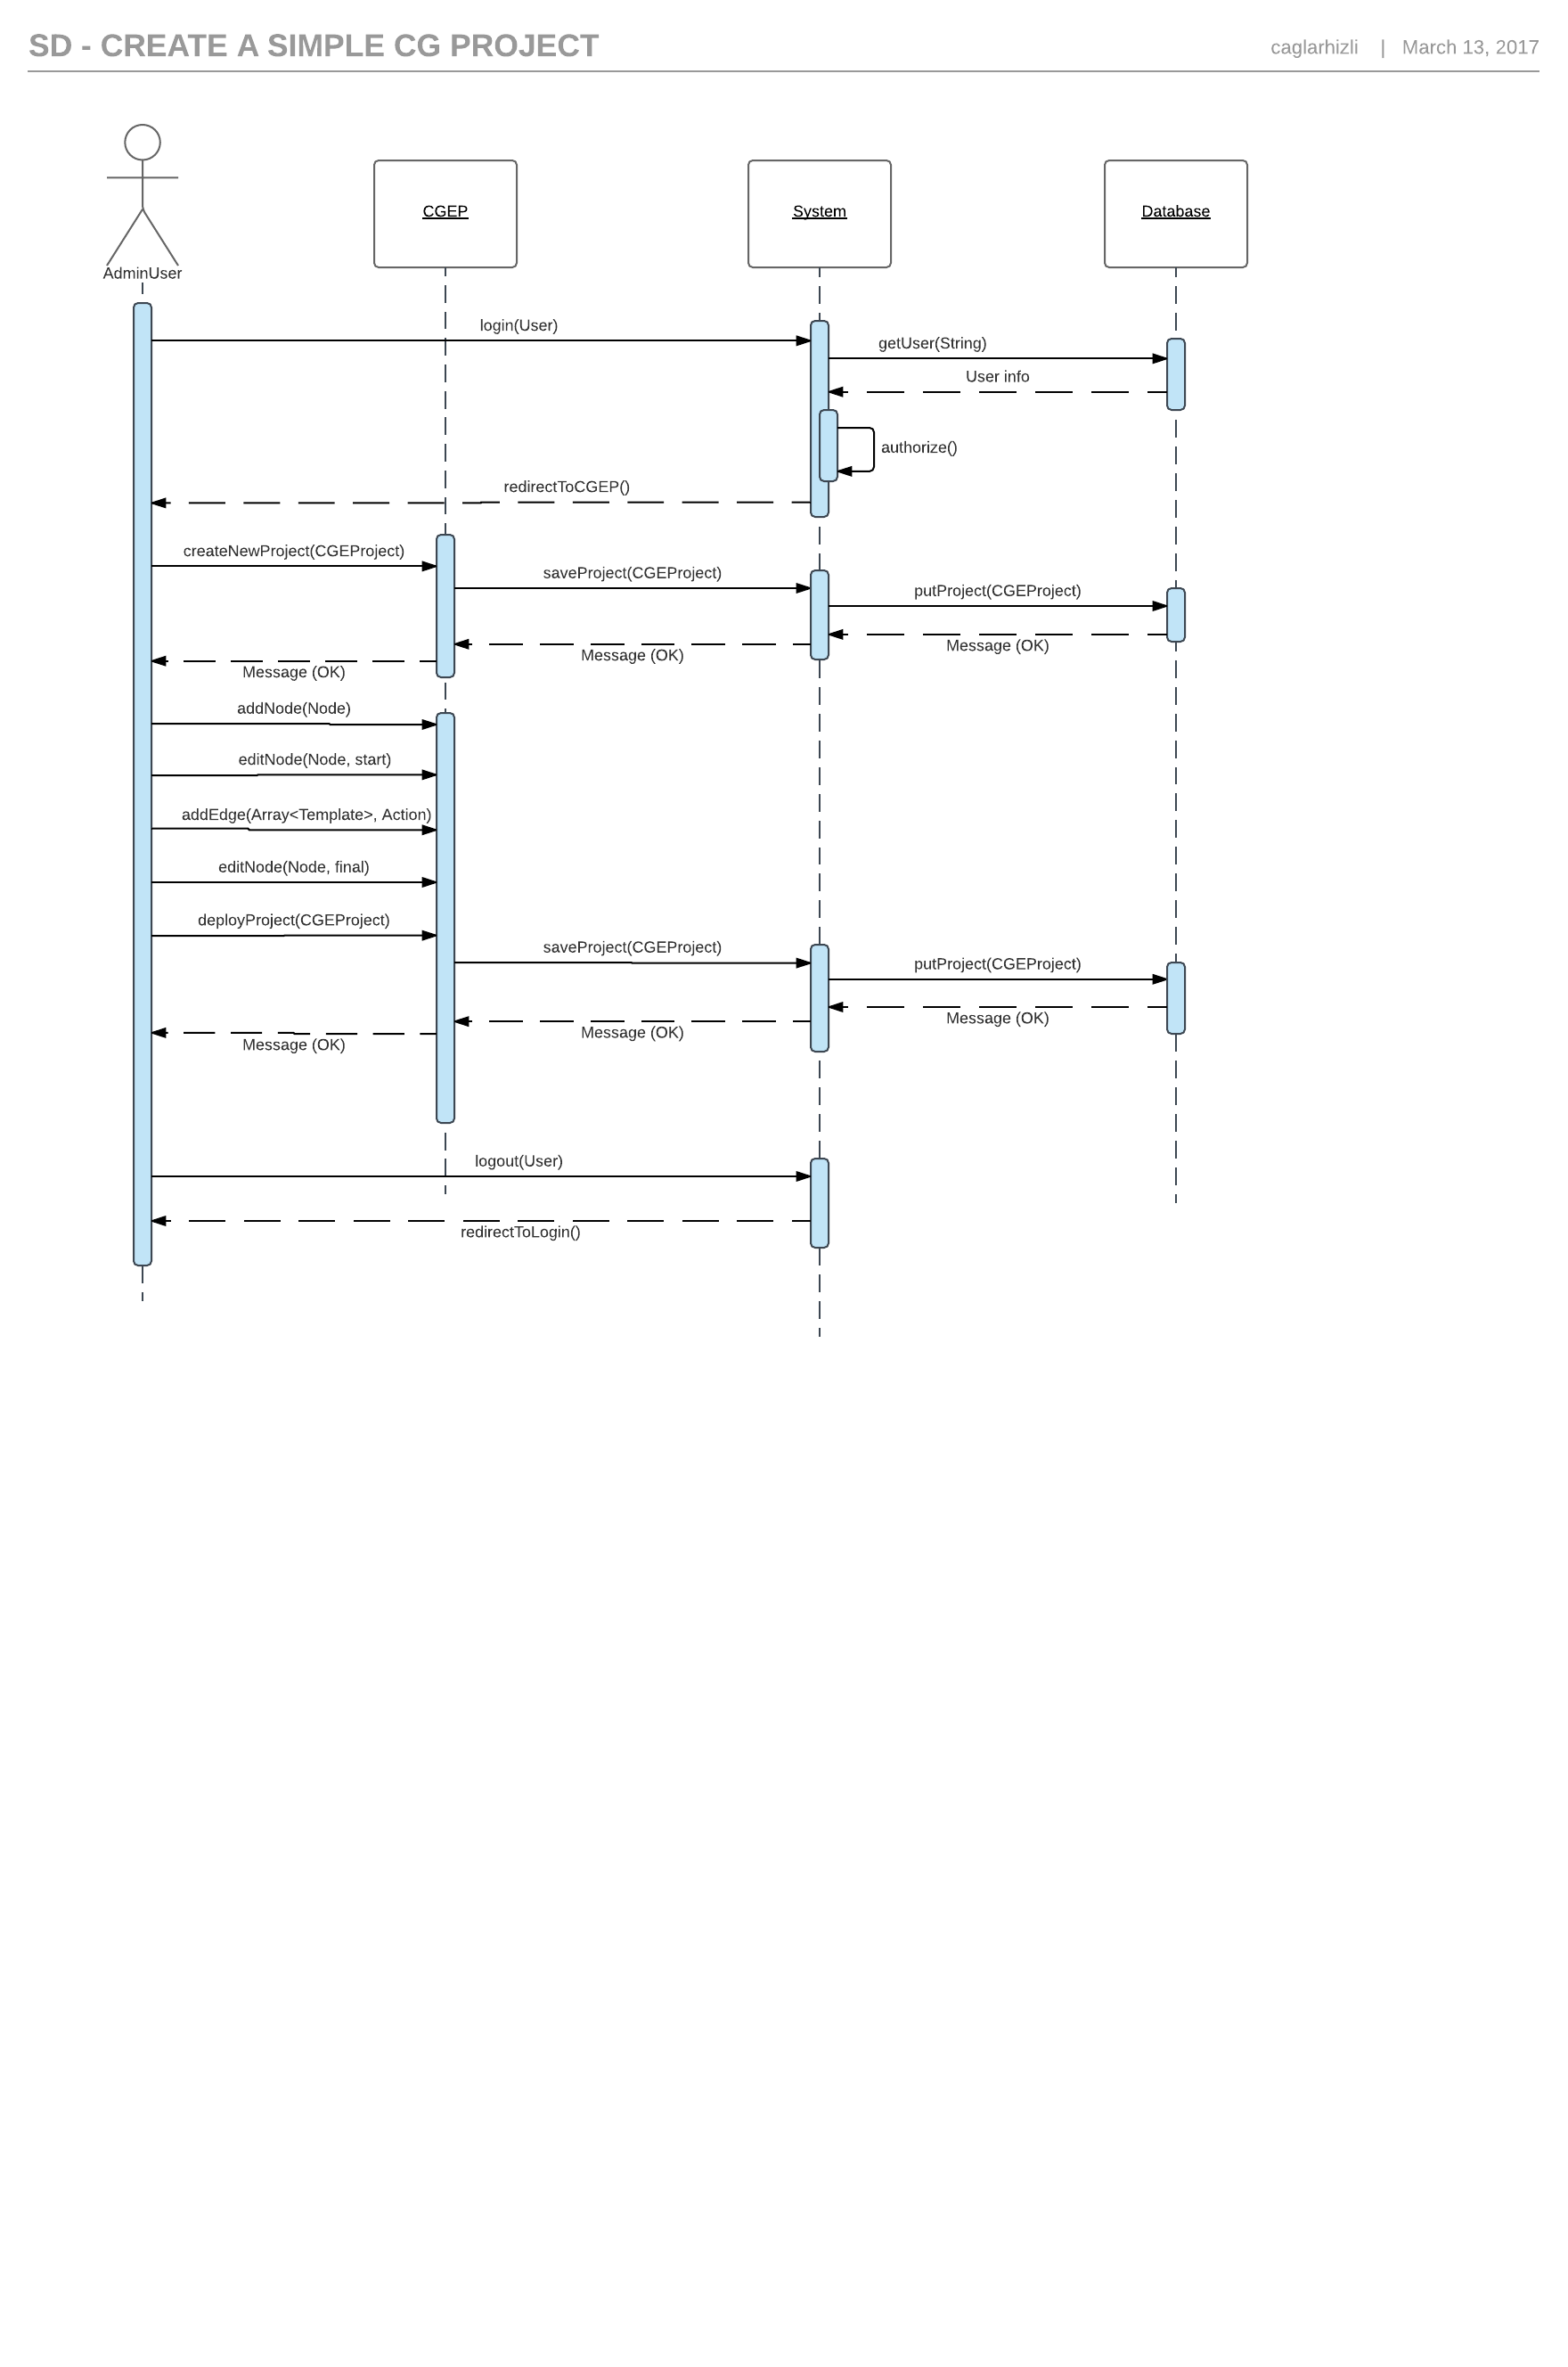 SD - CREATE A SIMPLE CG PROJECT
caglarhizli | March 13, 2017
AdminUser
CGEP
System
Database
login(User)
getUser(String)
User info
authorize()
redirectToCGEP()
createNewProject(CGEProject)
saveProject(CGEProject)
putProject(CGEProject)
Message (OK)
Message (OK)
Message (OK)
addNode(Node)
editNode(Node, start)
addEdge(Array<Template>, Action)
editNode(Node, final)
deployProject(CGEProject)
saveProject(CGEProject)
putProject(CGEProject)
Message (OK)
Message (OK)
Message (OK)
logout(User)
redirectToLogin()